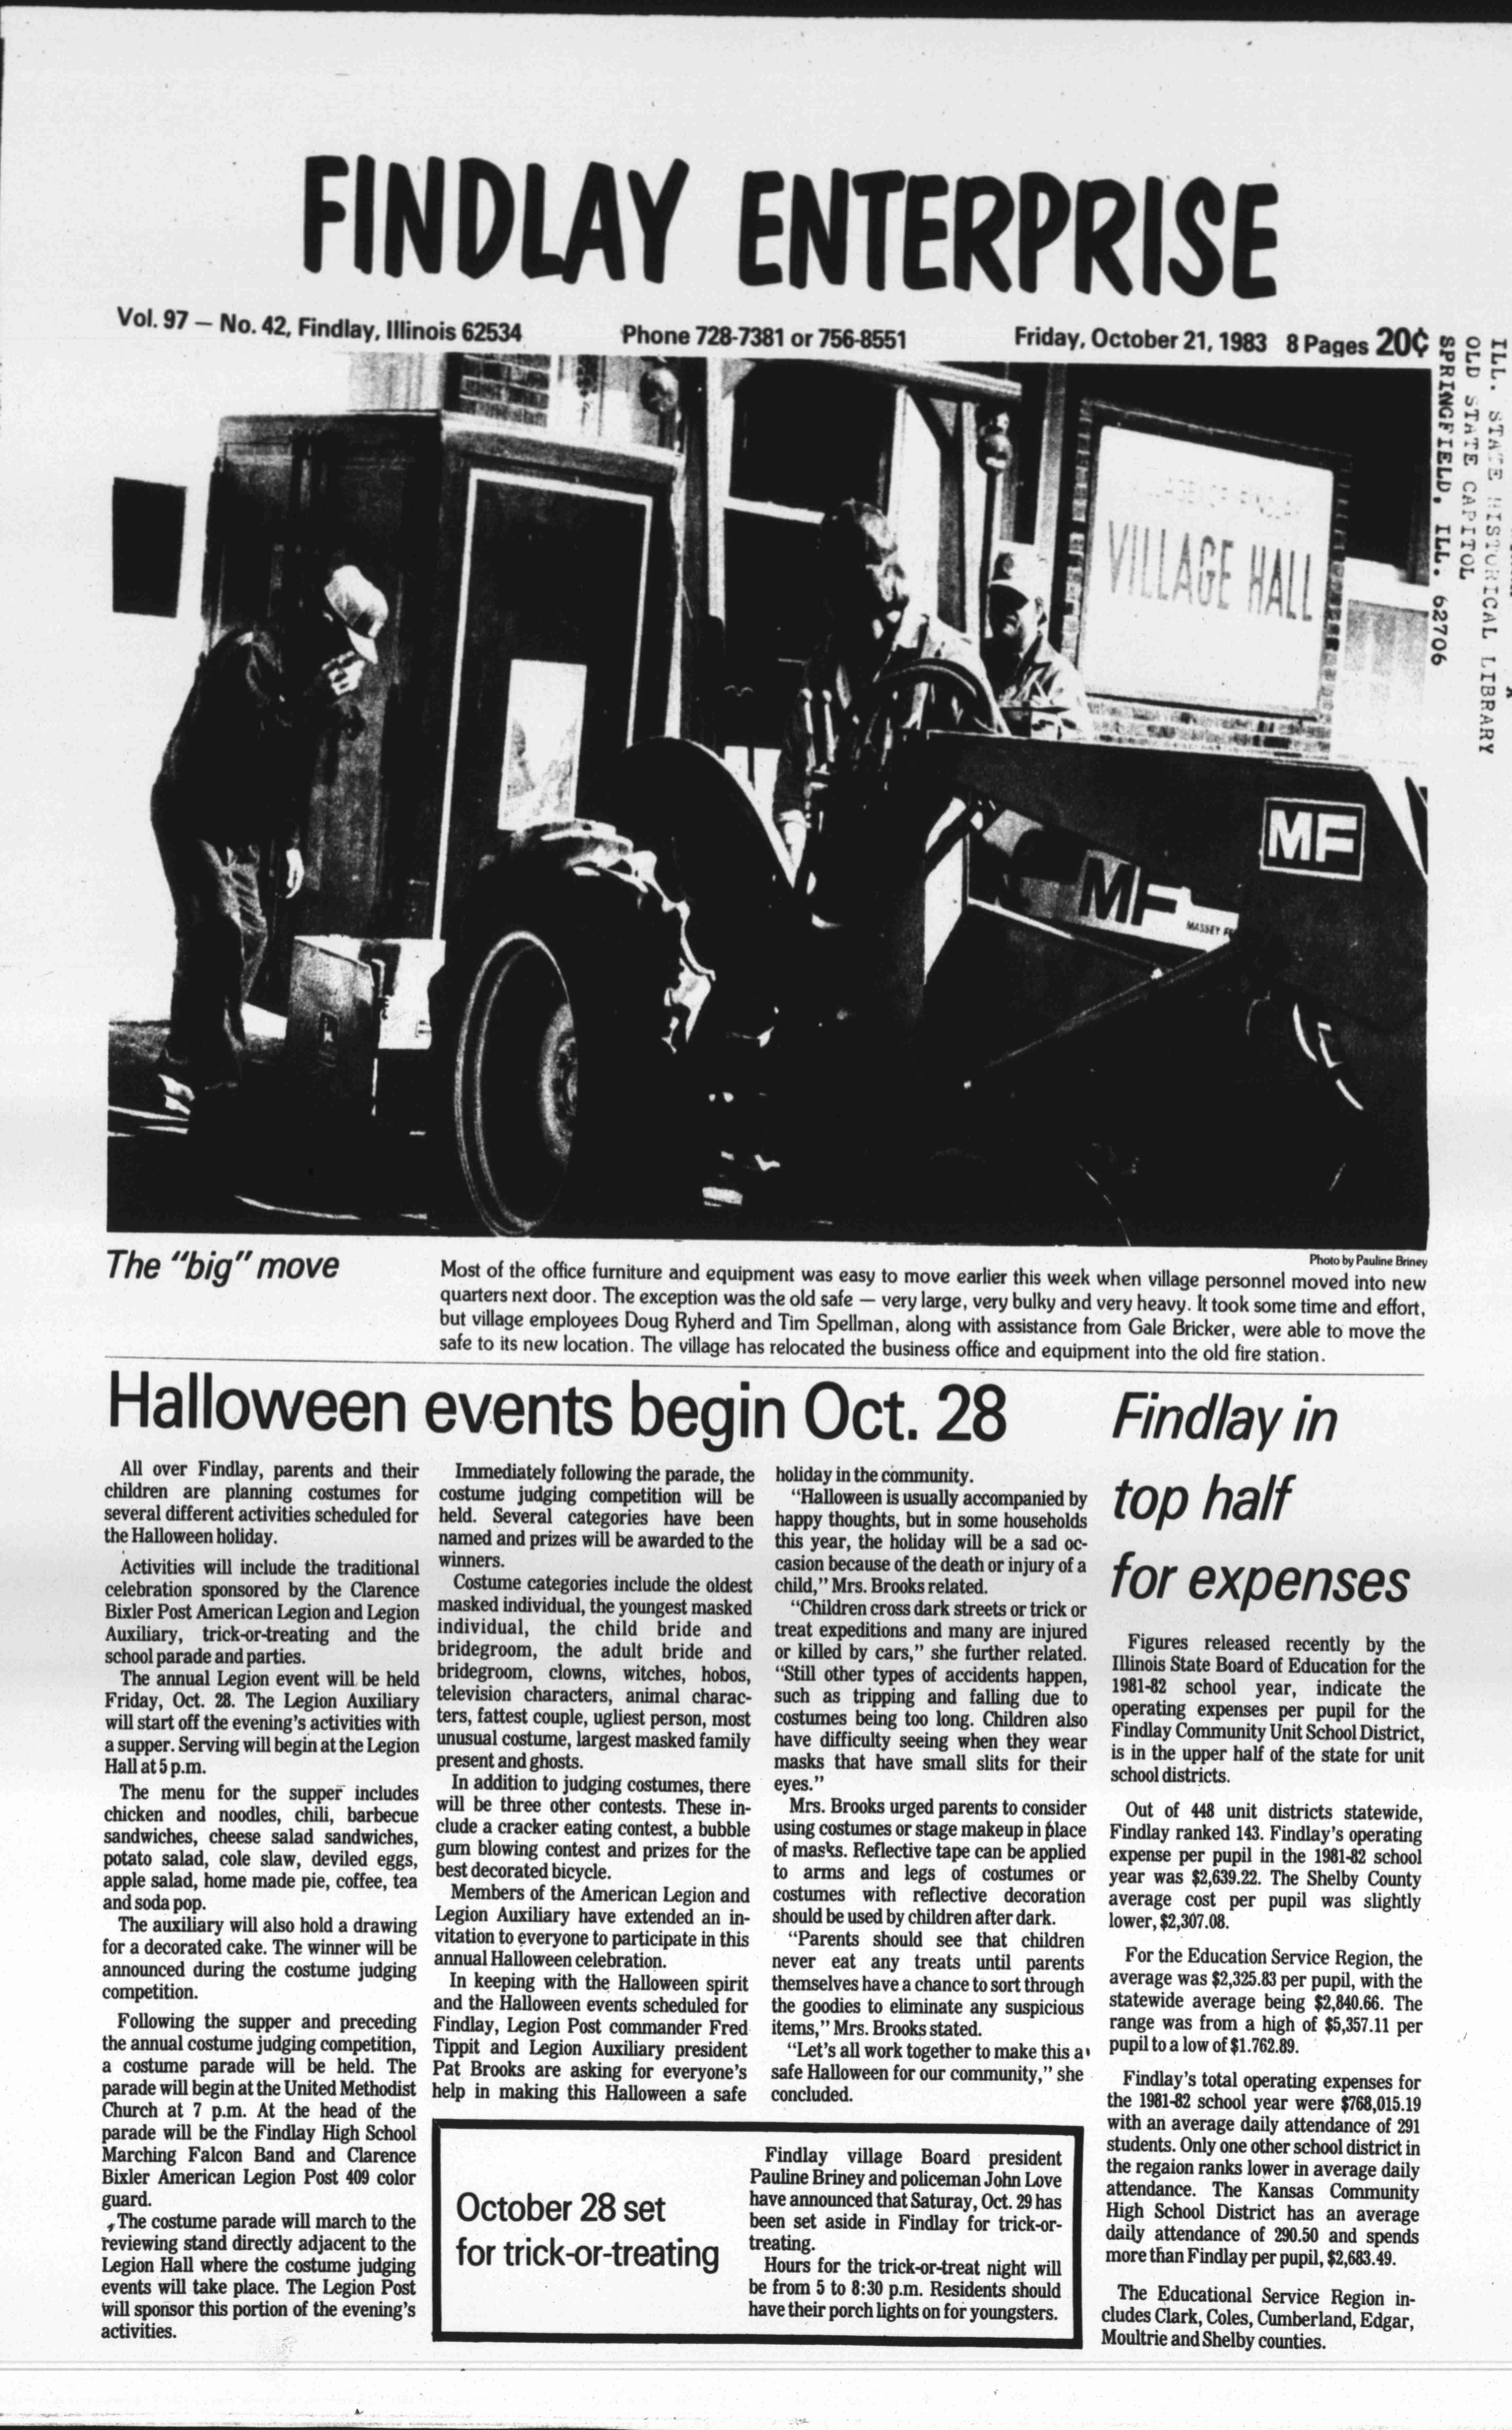 FINDLAY ENTERPRISE
Vol. 97 — No. 42, Findlay, Illinois 62534
Phone 728-7381 or 756-8551
Friday, October 21, 1983 8 Pages 20¢
ILL. STATE HISTORICAL LIBRARY
OLD STATE CAPITOL
SPRINGFIELD, ILL. 62706
VILLAGE OF FINDLAY
VILLAGE HALL
MF
MF
MASSEY
Photo by Pauline Briney
The "big" move
Most of the office furniture and equipment was easy to move earlier this week when village personnel moved into new
quarters next door. The exception was the old safe — very large, very bulky and very heavy. It took some time and effort,
but village employees Doug Ryherd and Tim Spellman, along with assistance from Gale Bricker, were able to move the
safe to its new location. The village has relocated the business office and equipment into the old fire station.
Halloween events begin Oct. 28
All over Findlay, parents and their
children are planning costumes for
several different activities scheduled for
the Halloween holiday.
Activities will include the traditional
celebration sponsored by the Clarence
Bixler Post American Legion and Legion
Auxiliary, trick-or-treating and the
school parade and parties.
The annual Legion event will be held
Friday, Oct. 28. The Legion Auxiliary
will start off the evening's activities with
a supper. Serving will begin at the Legion
Hall at 5 p.m.
The menu for the supper includes
chicken and noodles, chili, barbecue
sandwiches, cheese salad sandwiches,
potato salad, cole slaw, deviled eggs,
apple salad, home made pie, coffee, tea
and soda pop.
The auxiliary will also hold a drawing
for a decorated cake. The winner will be
announced during the costume judging
competition.
Following the supper and preceding
the annual costume judging competition,
a costume parade will be held. The
parade will begin at the United Methodist
Church at 7 p.m. At the head of the
parade will be the Findlay High School
Marching Falcon Band and Clarence
Bixler American Legion Post 409 color
guard.
The costume parade will march to the
reviewing stand directly adjacent to the
Legion Hall where the costume judging
events will take place. The Legion Post
will sponsor this portion of the evening's
activities.
Immediately following the parade, the
costume judging competition will be
held. Several categories have been
named and prizes will be awarded to the
winners.
Costume categories include the oldest
masked individual, the youngest masked
individual, the child bride and
bridegroom, the adult bride and
bridegroom, clowns, witches, hobos,
television characters, animal charac-
ters, fattest couple, ugliest person, most
unusual costume, largest masked family
present and ghosts.
In addition to judging costumes, there
will be three other contests. These in-
clude a cracker eating contest, a bubble
gum blowing contest and prizes for the
best decorated bicycle.
Members of the American Legion and
Legion Auxiliary have extended an in-
vitation to everyone to participate in this
annual Halloween celebration.
In keeping with the Halloween spirit
and the Halloween events scheduled for
Findlay, Legion Post commander Fred
Tippit and Legion Auxiliary president
Pat Brooks are asking for everyone's
help in making this Halloween a safe
holiday in the community.
"Halloween is usually accompanied by
happy thoughts, but in some households
this year, the holiday will be a sad oc-
casion because of the death or injury of a
child," Mrs. Brooks related.
"Children cross dark streets or trick or
treat expeditions and many are injured
or killed by cars," she further related.
"Still other types of accidents happen,
such as tripping and falling due to
costumes being too long. Children also
have difficulty seeing when they wear
masks that have small slits for their
eyes."
Mrs. Brooks urged parents to consider
using costumes or stage makeup in place
of masks. Reflective tape can be applied
to arms and legs of costumes or
costumes with reflective decoration
should be used by children after dark.
"Parents should see that children
never eat any treats until parents
themselves have a chance to sort through
the goodies to eliminate any suspicious
items," Mrs. Brooks stated.
"Let's all work together to make this a
safe Halloween for our community," she
concluded.
October 28 set
for trick-or-treating
Findlay village Board president
Pauline Briney and policeman John Love
have announced that Saturay, Oct. 29 has
been set aside in Findlay for trick-or-
treating.
Hours for the trick-or-treat night will
be from 5 to 8:30 p.m. Residents should
have their porch lights on for youngsters.
Findlay in
top half
for expenses
Figures released recently by the
Illinois State Board of Education for the
1981-82 school year, indicate the
operating expenses per pupil for the
Findlay Community Unit School District,
is in the upper half of the state for unit
school districts.
Out of 448 unit districts statewide,
Findlay ranked 143. Findlay's operating
expense per pupil in the 1981-82 school
year was $2,639.22. The Shelby County
average cost per pupil was slightly
lower, $2,307.08.
For the Education Service Region, the
average was $2,325.83 per pupil, with the
statewide average being $2,840.66. The
range was from a high of $5,357.11 per
pupil to a low of $1.762.89.
Findlay's total operating expenses for
the 1981-82 school year were $768,015.19
with an average daily attendance of 291
students. Only one other school district in
the regaion ranks lower in average daily
attendance. The Kansas Community
High School District has an average
daily attendance of 290.50 and spends
more than Findlay per pupil, $2,683.49.
The Educational Service Region in-
cludes Clark, Coles, Cumberland, Edgar,
Moultrie and Shelby counties.